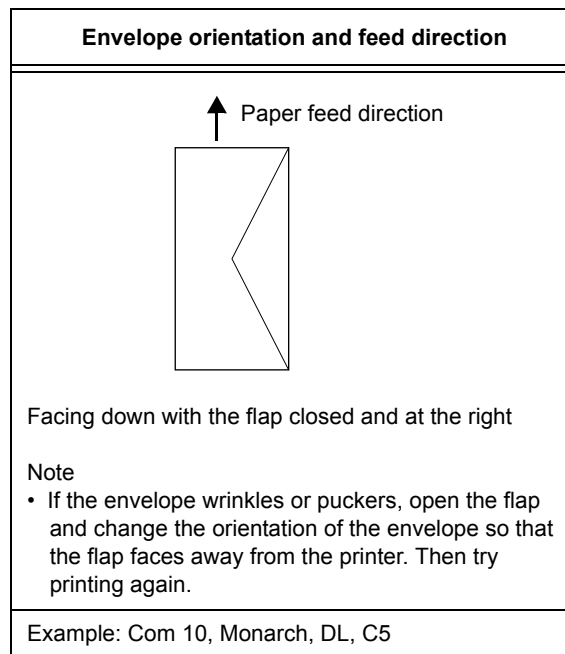 Envelope orientation and feed direction
Paper feed direction
Facing down with the flap closed and at the right
Note
• If the envelope wrinkles or puckers, open the flap
and change the orientation of the envelope so that
the flap faces away from the printer. Then try
printing again.
Example: Com 10, Monarch, DL, C5